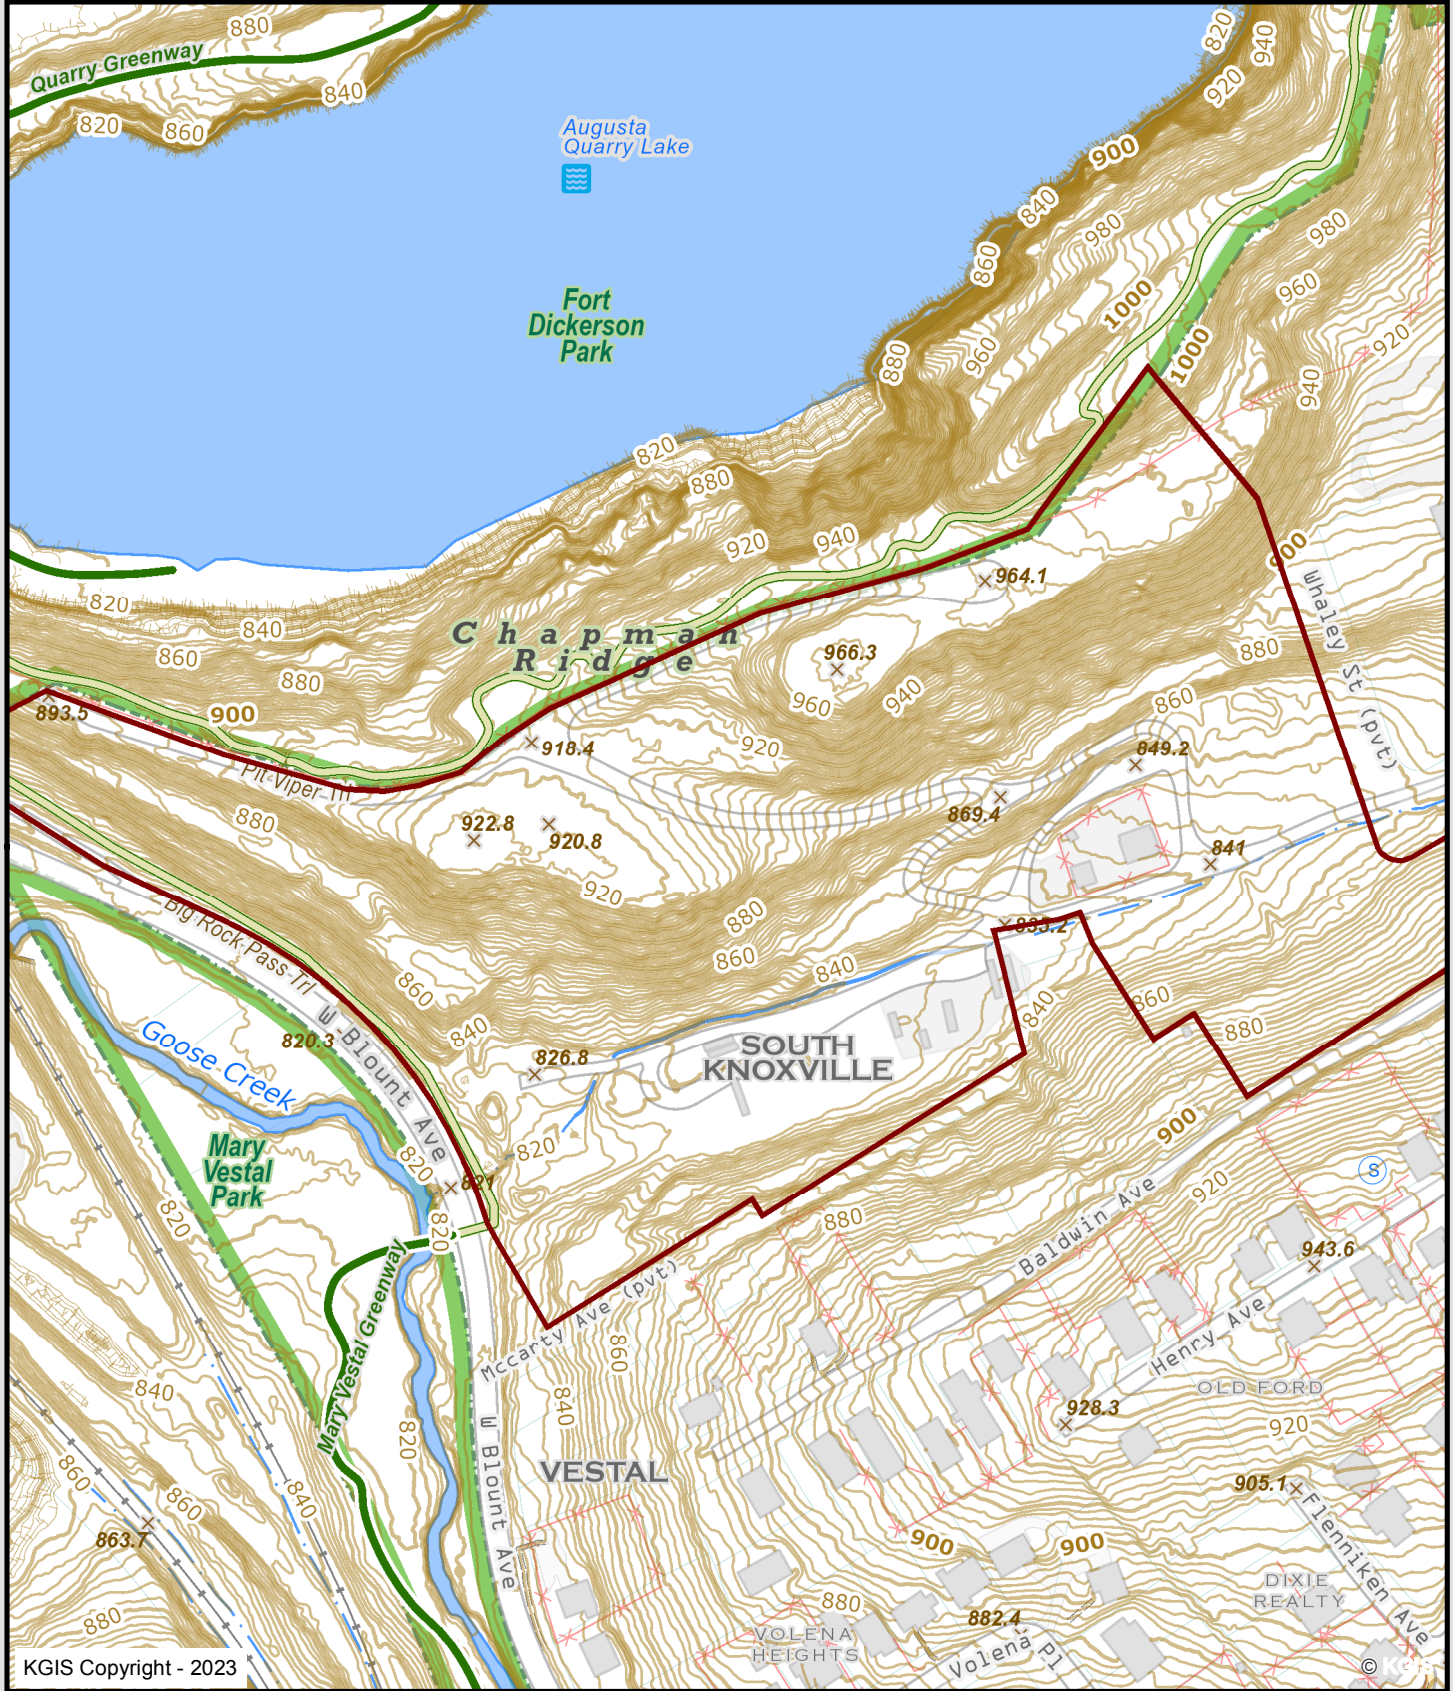 880
820
940
Quarry Greenway
840
920
820
860
Augusta
Quarry Lake
900
840
980
980
860
960
Fort
Dickerson
Park
1000
1000
920
880
960
940
820
880
920
940
900
964.1
Whaley St (pvt)
820
840
Chapman
Ridge
860
880
966.3
880
893.5
900
960
940
860
918.4
920
849.2
Pit Viper Trl
880
922.8
920.8
869.4
841
920
880
Big Rock Pass Trl
835.2
860
840
860
W Blount Ave
840
860
880
820.3
840
Goose Creek
826.8
SOUTH
KNOXVILLE
900
Mary
Vestal
Park
820
820
821
S
920
820
820
880
Baldwin Ave
943.6
Mary Vestal Greenway
Mccarty Ave (pvt)
860
Henry Ave
840
840
OLD FORD
928.3
920
820
W Blount Ave
VESTAL
860
860
840
905.1
Flenniken Ave
863.7
900
900
DIXIE
REALTY
880
880
882.4
VOLENA
HEIGHTS
Volena Pl
KGIS Copyright - 2023
© KGIS